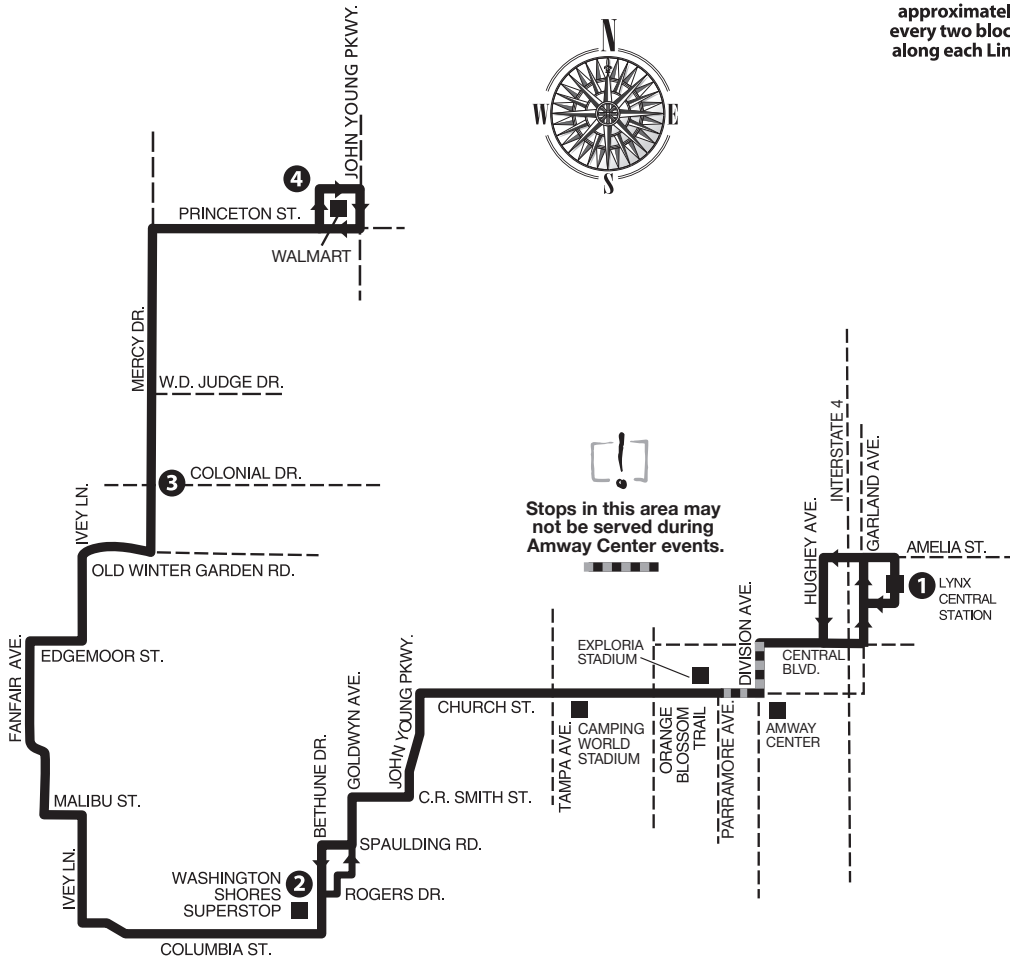 approximatel
every two bloc
along each Lin
N
W
E
S
JOHN YOUNG PKWY.
4
PRINCETON ST.
WALMART
MERCY DR.
W.D. JUDGE DR.
3
COLONIAL DR.
IVEY LN.
OLD WINTER GARDEN RD.
!
Stops in this area may
not be served during
Amway Center events.
INTERSTATE 4
GARLAND AVE.
HUGHEY AVE.
AMELIA ST.
1
LYNX
CENTRAL
STATION
FANFAIR AVE.
EDGEMOOR ST.
EXPLORIA
STADIUM
DIVISION AVE.
CENTRAL
BLVD.
GOLDWYN AVE.
JOHN YOUNG PKWY.
CHURCH ST.
TAMPA AVE.
CAMPING
WORLD
STADIUM
ORANGE
BLOSSOM
TRAIL
PARRAMORE AVE.
AMWAY
CENTER
MALIBU ST.
BETHUNE DR.
C.R. SMITH ST.
SPAULDING RD.
IVEY LN.
WASHINGTON
SHORES
SUPERSTOP
2
ROGERS DR.
COLUMBIA ST.